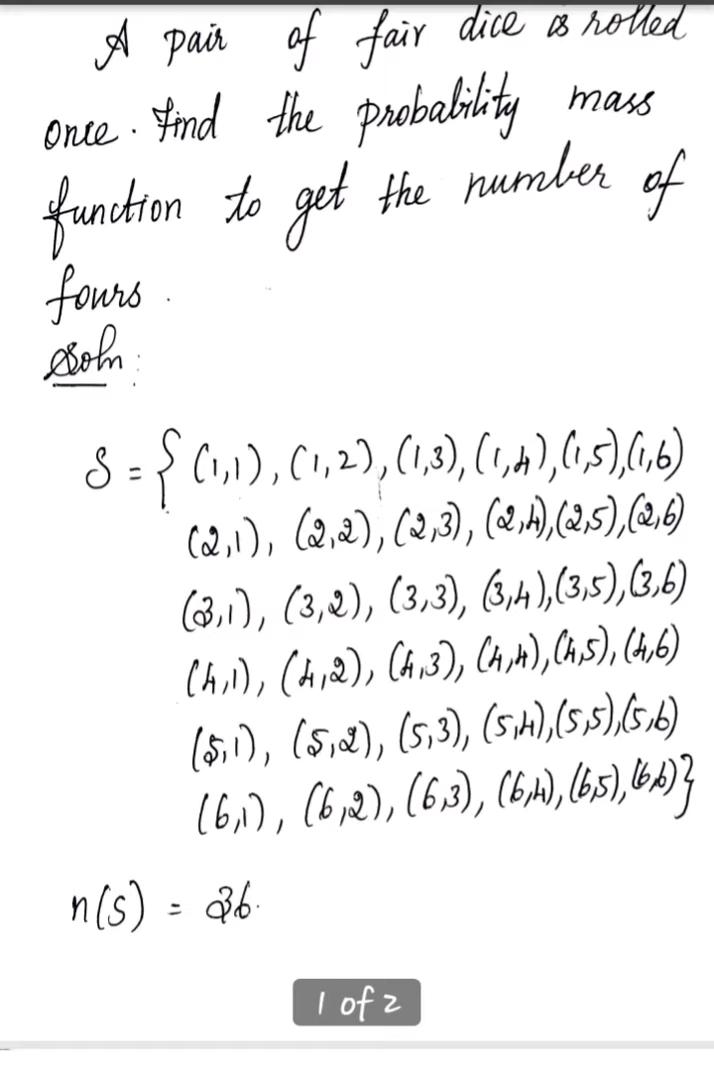 A pair of fair dice is rolled
once. Find the probability mass
function to get the number of
fours.
Soln:
S = { (1,1), (1,2), (1,3), (1,4), (1,5), (1,6)
(2,1), (2,2), (2,3), (2,4), (2,5), (2,6)
(3,1), (3,2), (3,3), (3,4), (3,5), (3,6)
(4,1), (4,2), (4,3), (4,4), (4,5), (4,6)
(5,1), (5,2), (5,3), (5,4), (5,5), (5,6)
(6,1), (6,2), (6,3), (6,4), (6,5), (6,6) }
n(S) = 36.
1 of 2